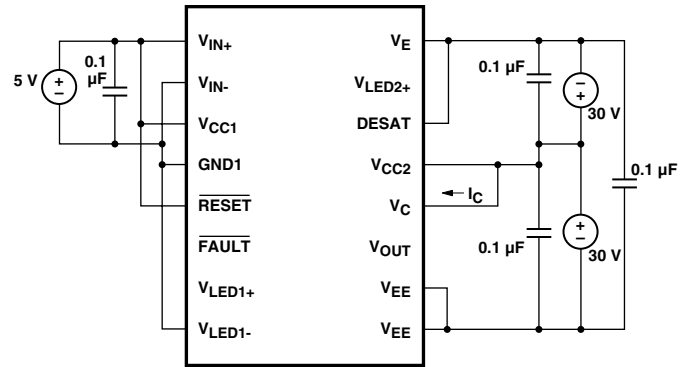 5 V
0.1
µF
V_IN+
V_IN-
V_CC1
GND1
RESET
FAULT
V_LED1+
V_LED1-
V_E
V_LED2+
DESAT
V_CC2
V_C
V_OUT
V_EE
V_EE
I_C
0.1 µF
+
−
−
+
30 V
0.1 µF
0.1 µF
+
−
30 V